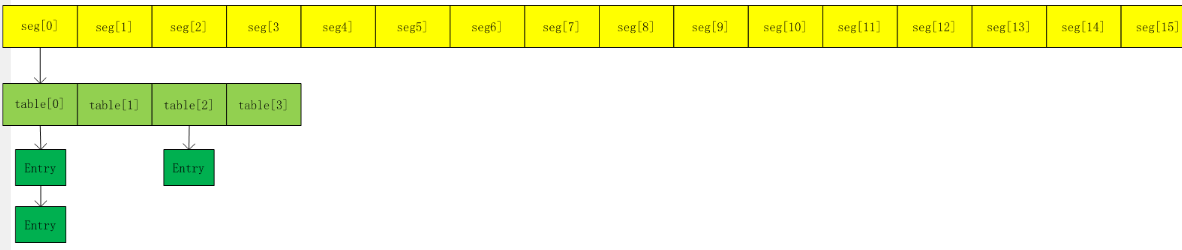 seg[0] seg[1] seg[2] seg[3 seg4] seg5] seg6] seg[7] seg[8] seg[9] seg[10] seg[11] seg[12] seg[13] seg[14] seg[15]
table[0] table[1] table[2] table[3]
Entry Entry
Entry